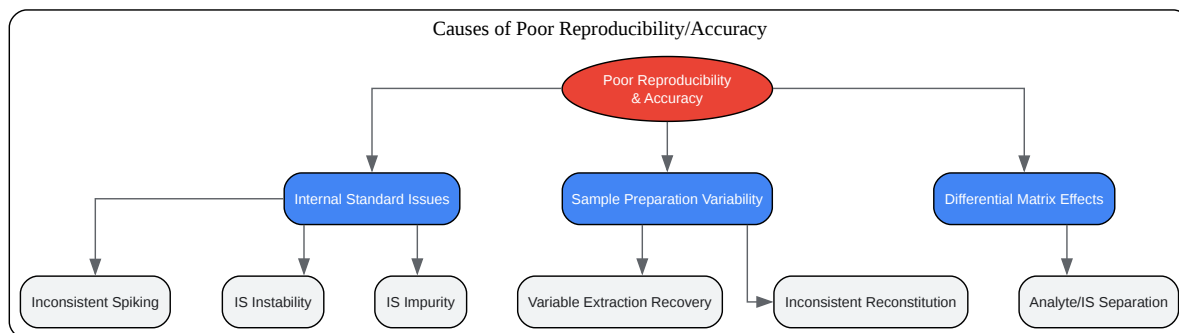 Causes of Poor Reproducibility/Accuracy
Poor Reproducibility
& Accuracy
Internal Standard Issues
Sample Preparation Variability
Differential Matrix Effects
Inconsistent Spiking
IS Instability
IS Impurity
Variable Extraction Recovery
Inconsistent Reconstitution
Analyte/IS Separation